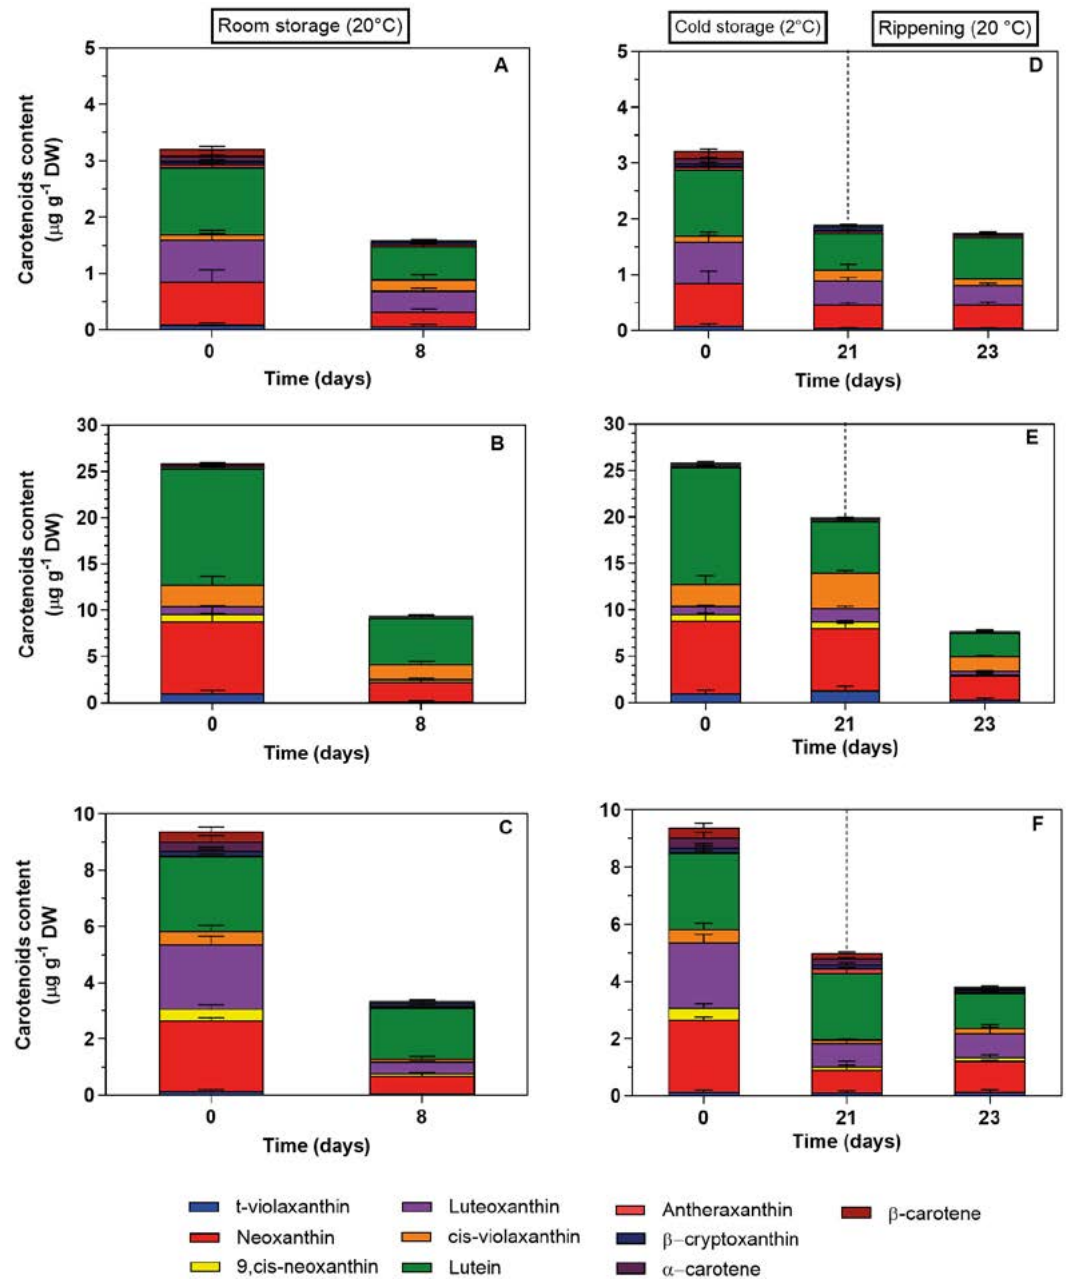 Room storage (20°C)
Cold storage (2°C)
Rippening (20 °C)
A
Carotenoids content
(µg g-1 DW)
5
4
3
2
1
0
0
8
Time (days)
D
5
4
3
2
1
0
0
21
23
Time (days)
B
Carotenoids content
(µg g-1 DW)
30
25
20
15
10
5
0
0
8
Time (days)
E
30
25
20
15
10
5
0
0
21
23
Time (days)
C
Carotenoids content
(µg g-1 DW
10
8
6
4
2
0
0
8
Time (days)
F
10
8
6
4
2
0
0
21
23
Time (days)
t-violaxanthin
Luteoxanthin
Antheraxanthin
β-carotene
Neoxanthin
cis-violaxanthin
β–cryptoxanthin
9,cis-neoxanthin
Lutein
α–carotene